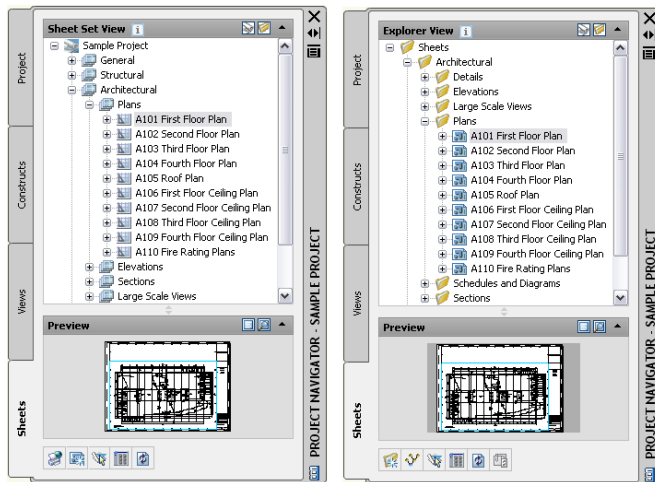 Sheet Set View
Sample Project
General
Structural
Architectural
Plans
A101 First Floor Plan
A102 Second Floor Plan
A103 Third Floor Plan
A104 Fourth Floor Plan
A105 Roof Plan
A106 First Floor Ceiling Plan
A107 Second Floor Ceiling Plan
A108 Third Floor Ceiling Plan
A109 Fourth Floor Ceiling Plan
A110 Fire Rating Plans
Elevations
Sections
Large Scale Views
Preview
Project
Constructs
Views
Sheets
PROJECT NAVIGATOR - SAMPLE PROJECT
Explorer View
Sheets
Architectural
Details
Elevations
Large Scale Views
Plans
A101 First Floor Plan
A102 Second Floor Plan
A103 Third Floor Plan
A104 Fourth Floor Plan
A105 Roof Plan
A106 First Floor Ceiling Plan
A107 Second Floor Ceiling Plan
A108 Third Floor Ceiling Plan
A109 Fourth Floor Ceiling Plan
A110 Fire Rating Plans
Schedules and Diagrams
Sections
Preview
Project
Constructs
Views
Sheets
PROJECT NAVIGATOR - SAMPLE PROJECT